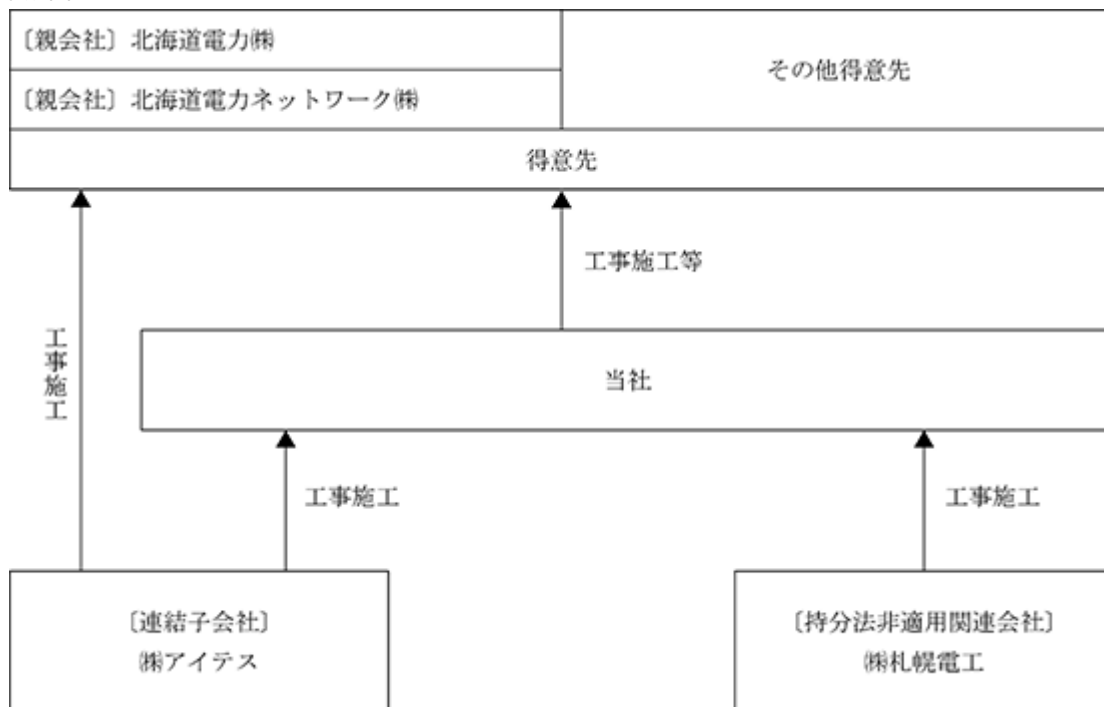 〔親会社〕北海道電力㈱
その他得意先
〔親会社〕北海道電力ネットワーク㈱
得意先
工事施工等
工事施工
当社
工事施工
工事施工
〔連結子会社〕
㈱アイテス
〔持分法非適用関連会社〕
㈱札幌電工